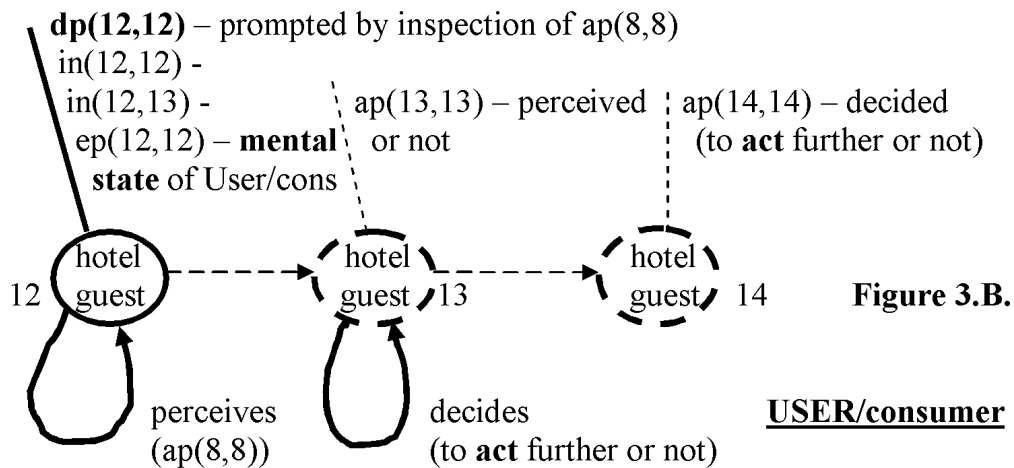 dp(12,12) – prompted by inspection of ap(8,8)
in(12,12) -
in(12,13) -
ep(12,12) – mental
state of User/cons
ap(13,13) – perceived
or not
ap(14,14) – decided
(to act further or not)
hotel
guest
12
hotel
guest
13
hotel
guest
14
Figure 3.B.
perceives
(ap(8,8))
decides
(to act further or not)
USER/consumer